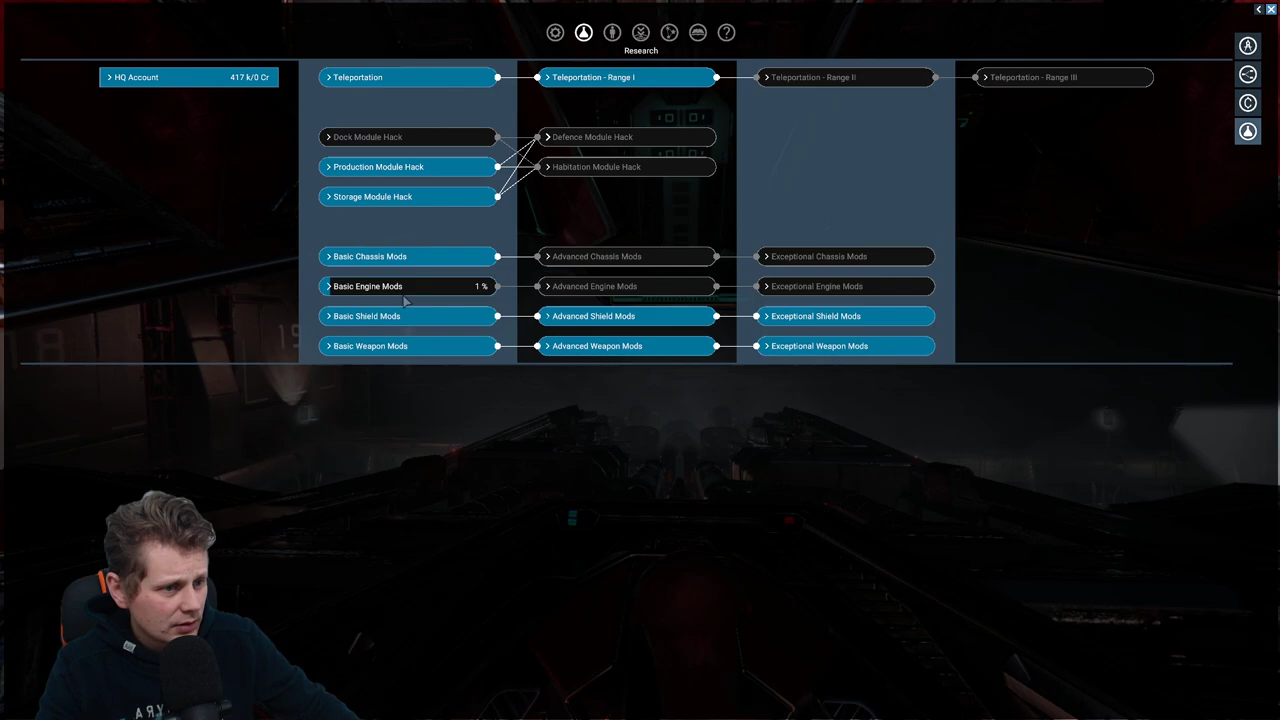 Research
HQ Account 417 k/0 Cr
Teleportation
Teleportation - Range I
Teleportation - Range II
Teleportation - Range III
Dock Module Hack
Defence Module Hack
Production Module Hack
Habitation Module Hack
Storage Module Hack
Basic Chassis Mods
Advanced Chassis Mods
Exceptional Chassis Mods
Basic Engine Mods 1 %
Advanced Engine Mods
Exceptional Engine Mods
Basic Shield Mods
Advanced Shield Mods
Exceptional Shield Mods
Basic Weapon Mods
Advanced Weapon Mods
Exceptional Weapon Mods